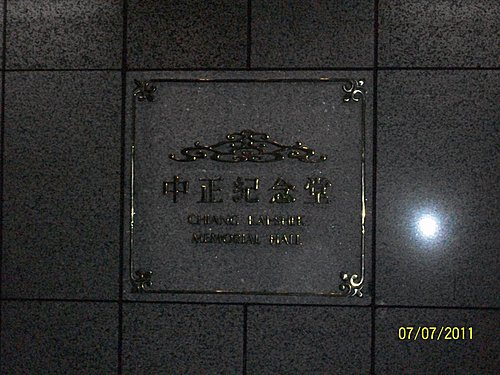 中正紀念堂
CHIANG KAI-SHEK
MEMORIAL HALL
07/07/2011